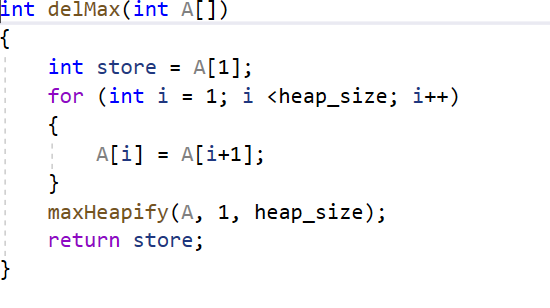 int delMax(int A[])
{
    int store = A[1];
    for (int i = 1; i <heap_size; i++)
    {
        A[i] = A[i+1];
    }
    maxHeapify(A, 1, heap_size);
    return store;
}